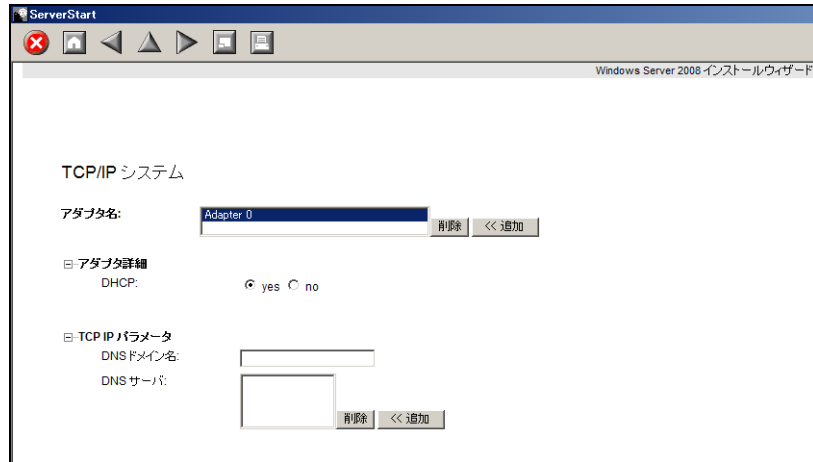 ServerStart
Windows Server 2008 インストールウィザード
TCP/IP システム
アダプタ名:
Adapter 0
削除
<< 追加
アダプタ詳細
DHCP:
yes
no
TCP IP パラメータ
DNS ドメイン名:
DNS サーバ:
削除
<< 追加